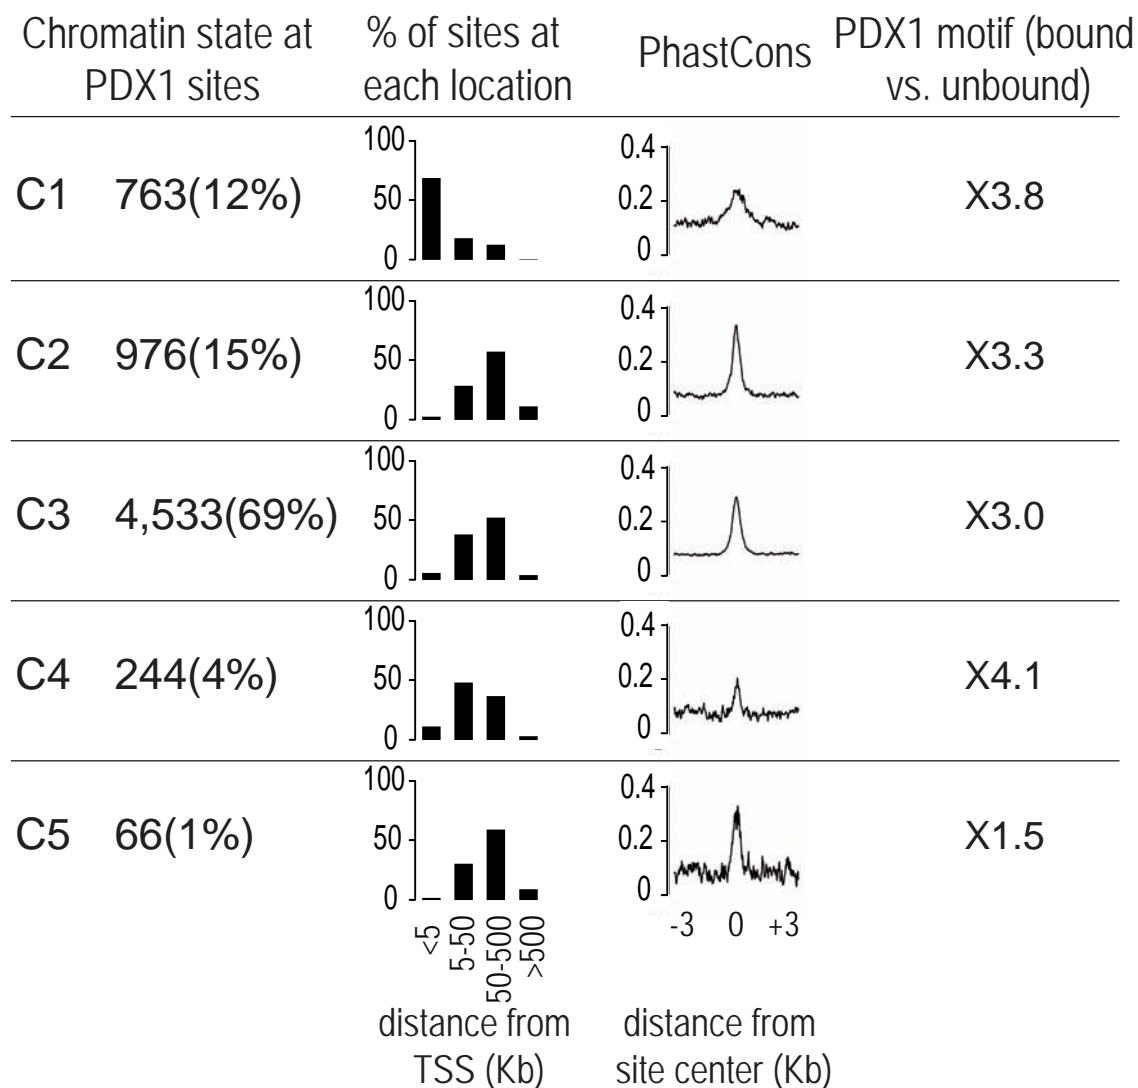 Chromatin state at
PDX1 sites
% of sites at
each location
PhastCons
PDX1 motif (bound
vs. unbound)
C1 763(12%)
100
50
0
0.4
0.2
0
X3.8
C2 976(15%)
100
50
0
0.4
0.2
0
X3.3
C3 4,533(69%)
100
50
0
0.4
0.2
0
X3.0
C4 244(4%)
100
50
0
0.4
0.2
0
X4.1
C5 66(1%)
100
50
0
0.4
0.2
0
X1.5
<5
5-50
50-500
>500
-3 0 +3
distance from
TSS (Kb)
distance from
site center (Kb)